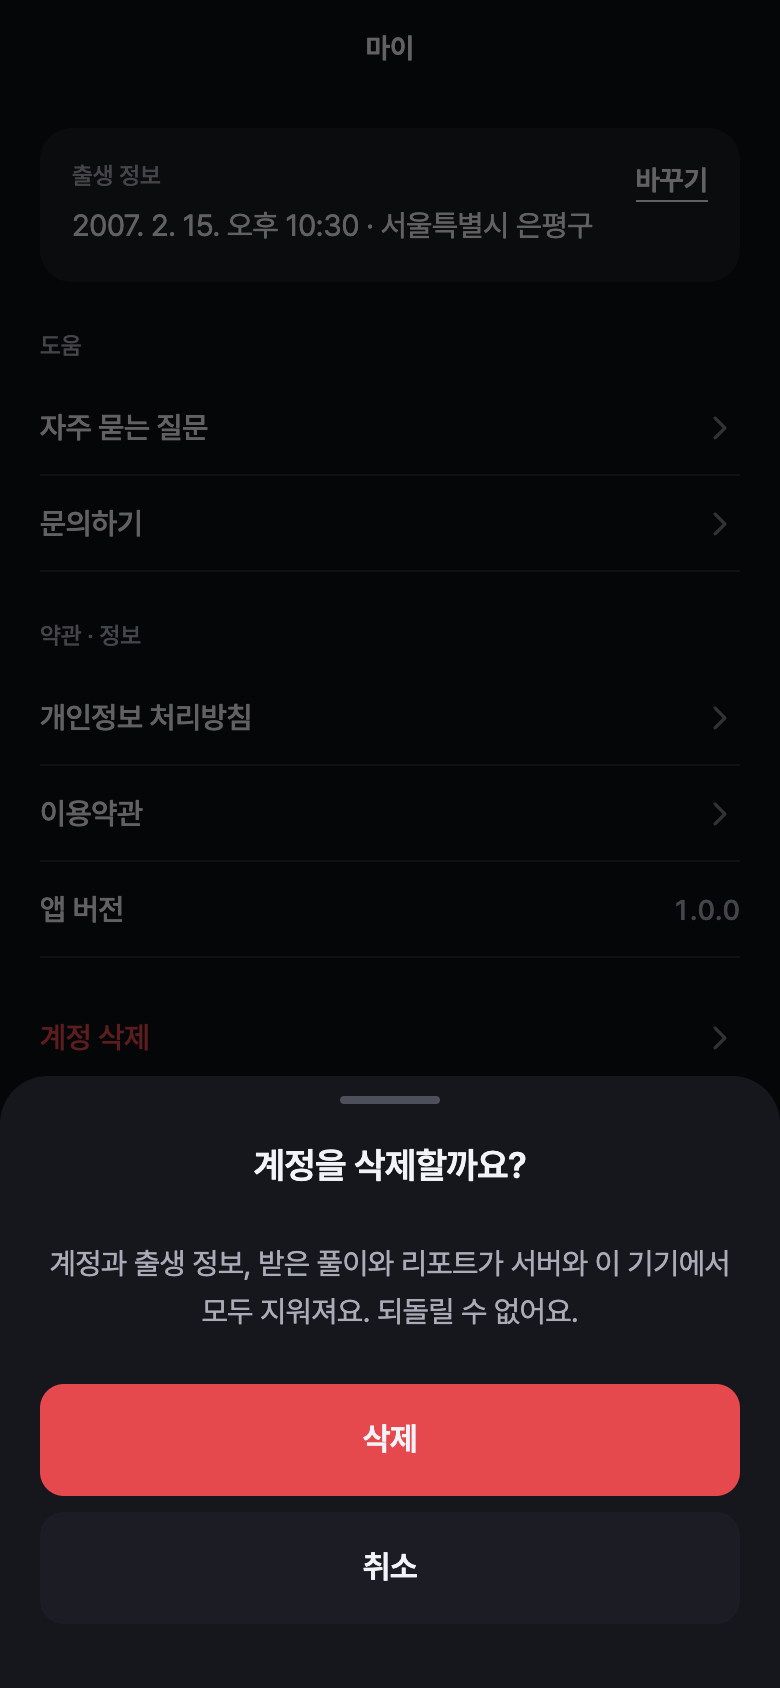 마이
출생 정보
바꾸기
2007. 2. 15. 오후 10:30 · 서울특별시 은평구
도움
자주 묻는 질문
문의하기
약관 · 정보
개인정보 처리방침
이용약관
앱 버전
1.0.0
계정 삭제
계정을 삭제할까요?
계정과 출생 정보, 받은 풀이와 리포트가 서버와 이 기기에서
모두 지워져요. 되돌릴 수 없어요.
삭제
취소